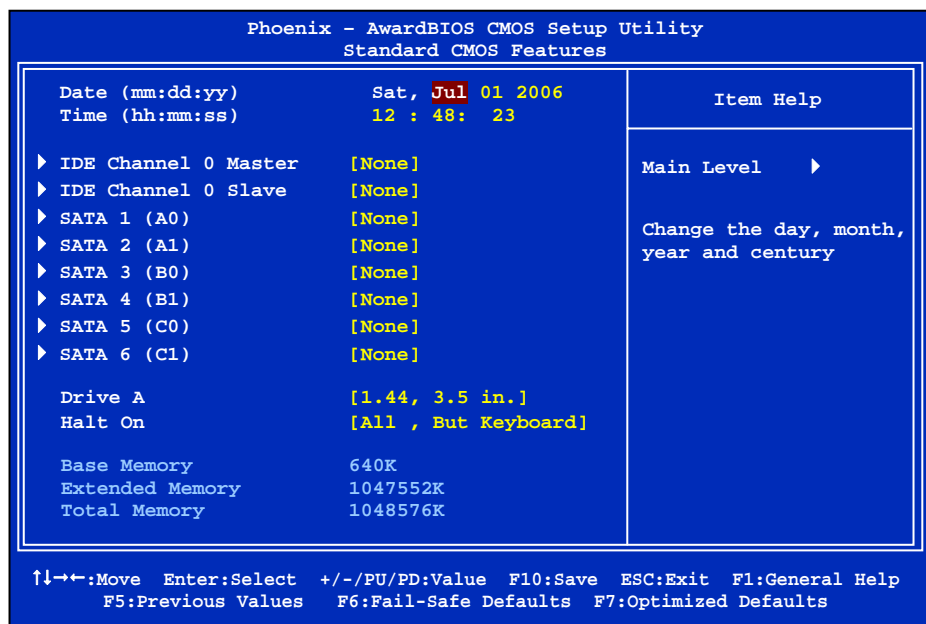 Phoenix – AwardBIOS CMOS Setup Utility
Standard CMOS Features
Date (mm:dd:yy) Sat, Jul 01 2006
Time (hh:mm:ss) 12 : 48: 23
Item Help
IDE Channel 0 Master [None]
IDE Channel 0 Slave [None]
SATA 1 (A0) [None]
SATA 2 (A1) [None]
SATA 3 (B0) [None]
SATA 4 (B1) [None]
SATA 5 (C0) [None]
SATA 6 (C1) [None]
Main Level
Change the day, month,
year and century
Drive A [1.44, 3.5 in.]
Halt On [All , But Keyboard]
Base Memory 640K
Extended Memory 1047552K
Total Memory 1048576K
↑↓→←:Move Enter:Select +/-/PU/PD:Value F10:Save ESC:Exit F1:General Help
F5:Previous Values F6:Fail-Safe Defaults F7:Optimized Defaults